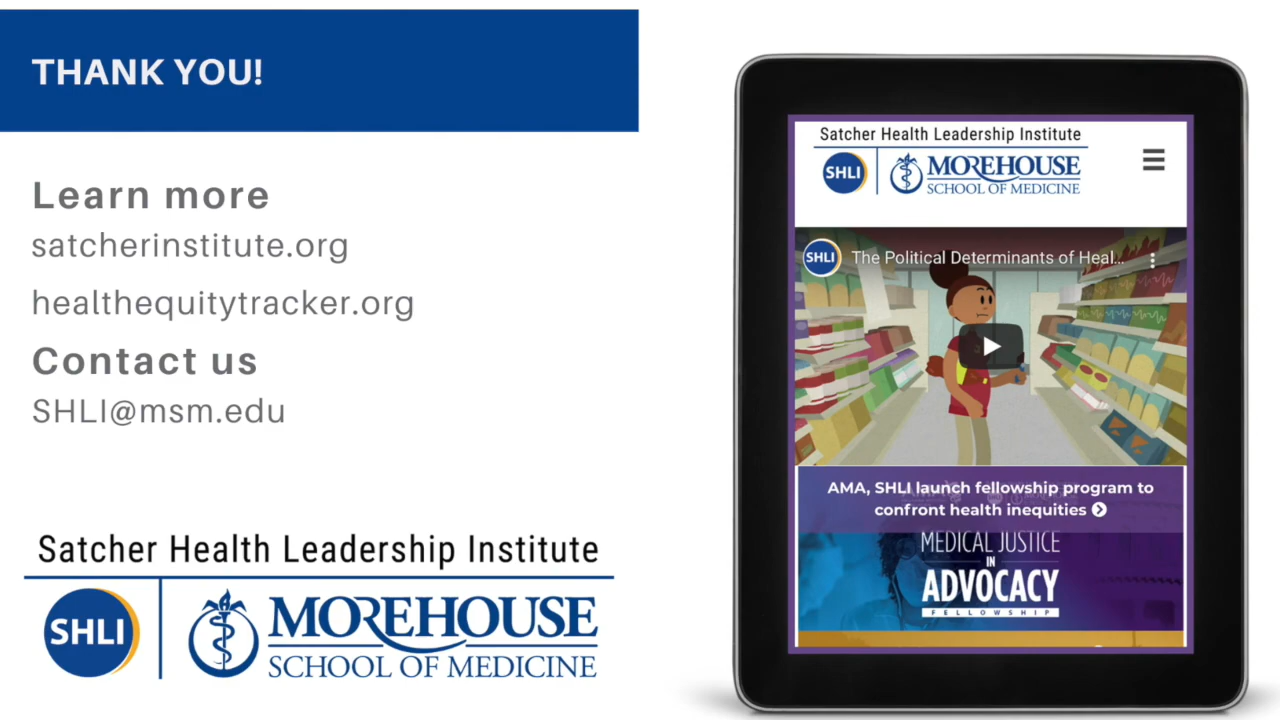 THANK YOU!
Learn more
satcherinstitute.org
healthequitytracker.org
Contact us
SHLI@msm.edu
Satcher Health Leadership Institute
SHLI
MOREHOUSE
SCHOOL OF MEDICINE
Satcher Health Leadership Institute
SHLI
MOREHOUSE
SCHOOL OF MEDICINE
SHLI
The Political Determinants of Heal...
AMA, SHLI launch fellowship program to
confront health inequities
MEDICAL JUSTICE
IN
ADVOCACY
FELLOWSHIP